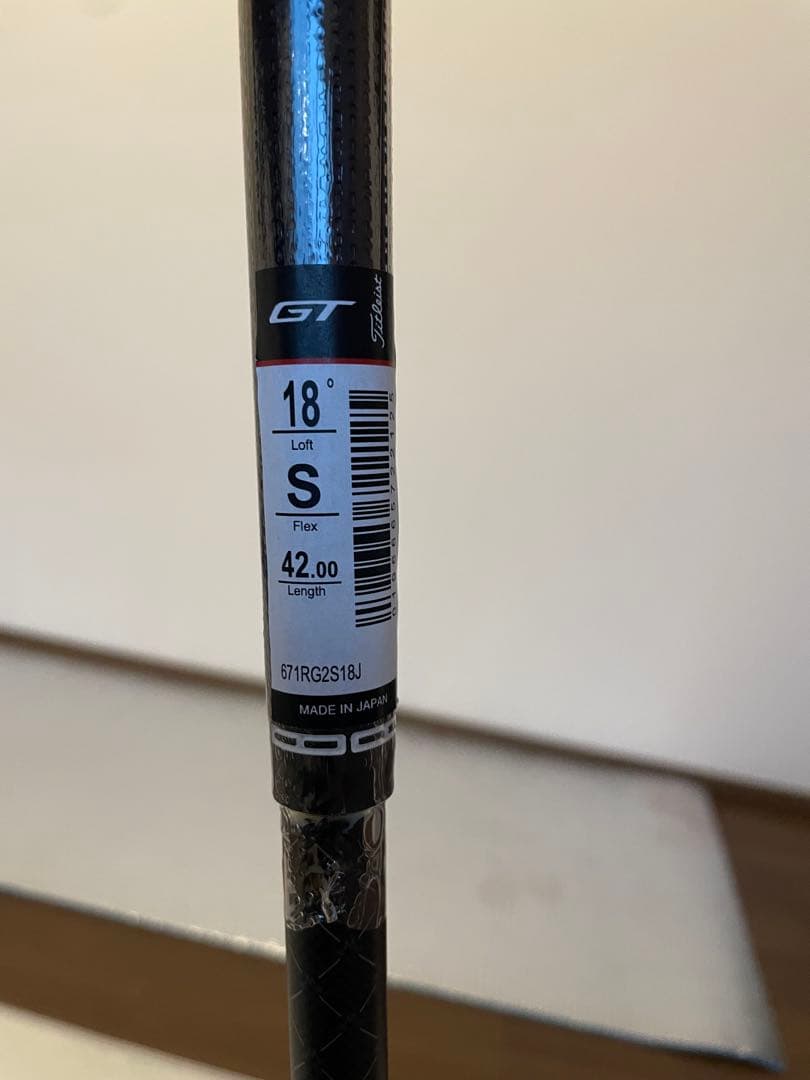 GT
Titleist
18°
Loft
S
Flex
42.00
Length
671RG2S18J
MADE IN JAPAN